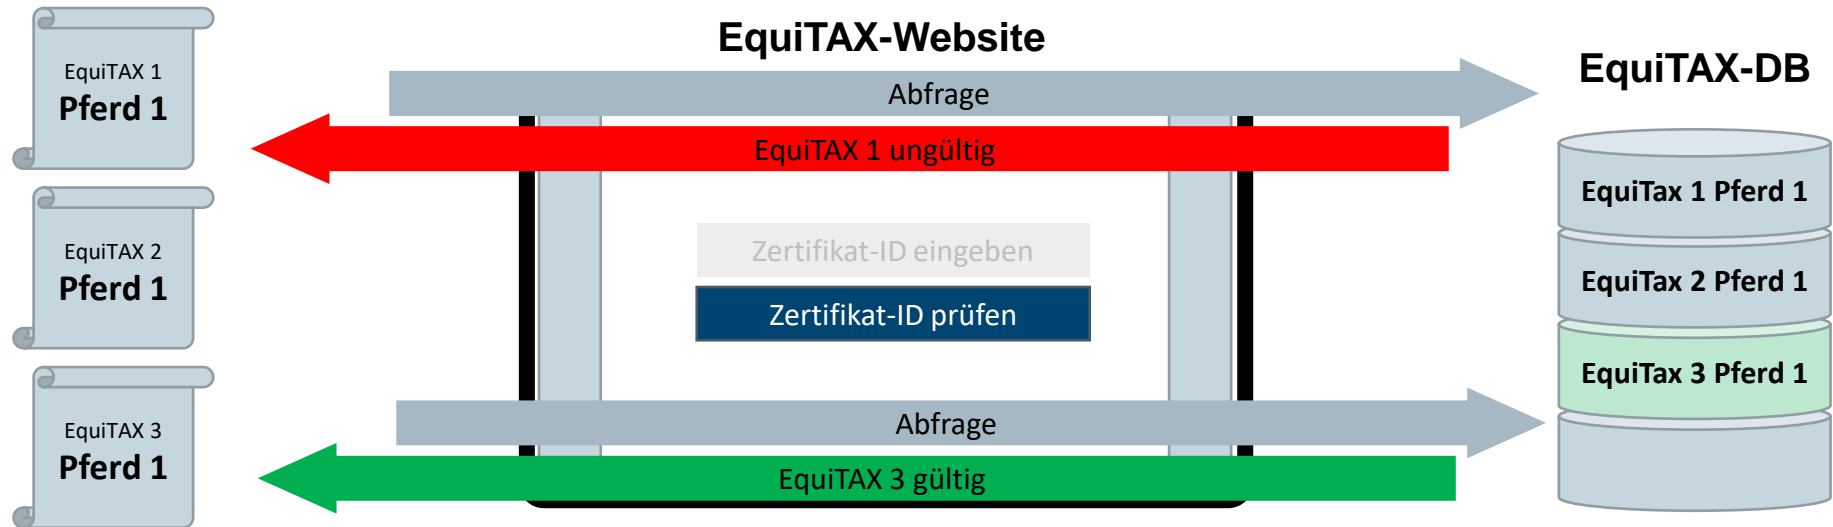 EquiTAX-Website
EquiTAX-DB
EquiTAX 1
Pferd 1
Abfrage
EquiTAX 1 ungültig
EquiTax 1 Pferd 1
EquiTAX 2
Pferd 1
Zertifikat-ID eingeben
Zertifikat-ID prüfen
EquiTax 2 Pferd 1
EquiTax 3 Pferd 1
EquiTAX 3
Pferd 1
Abfrage
EquiTAX 3 gültig